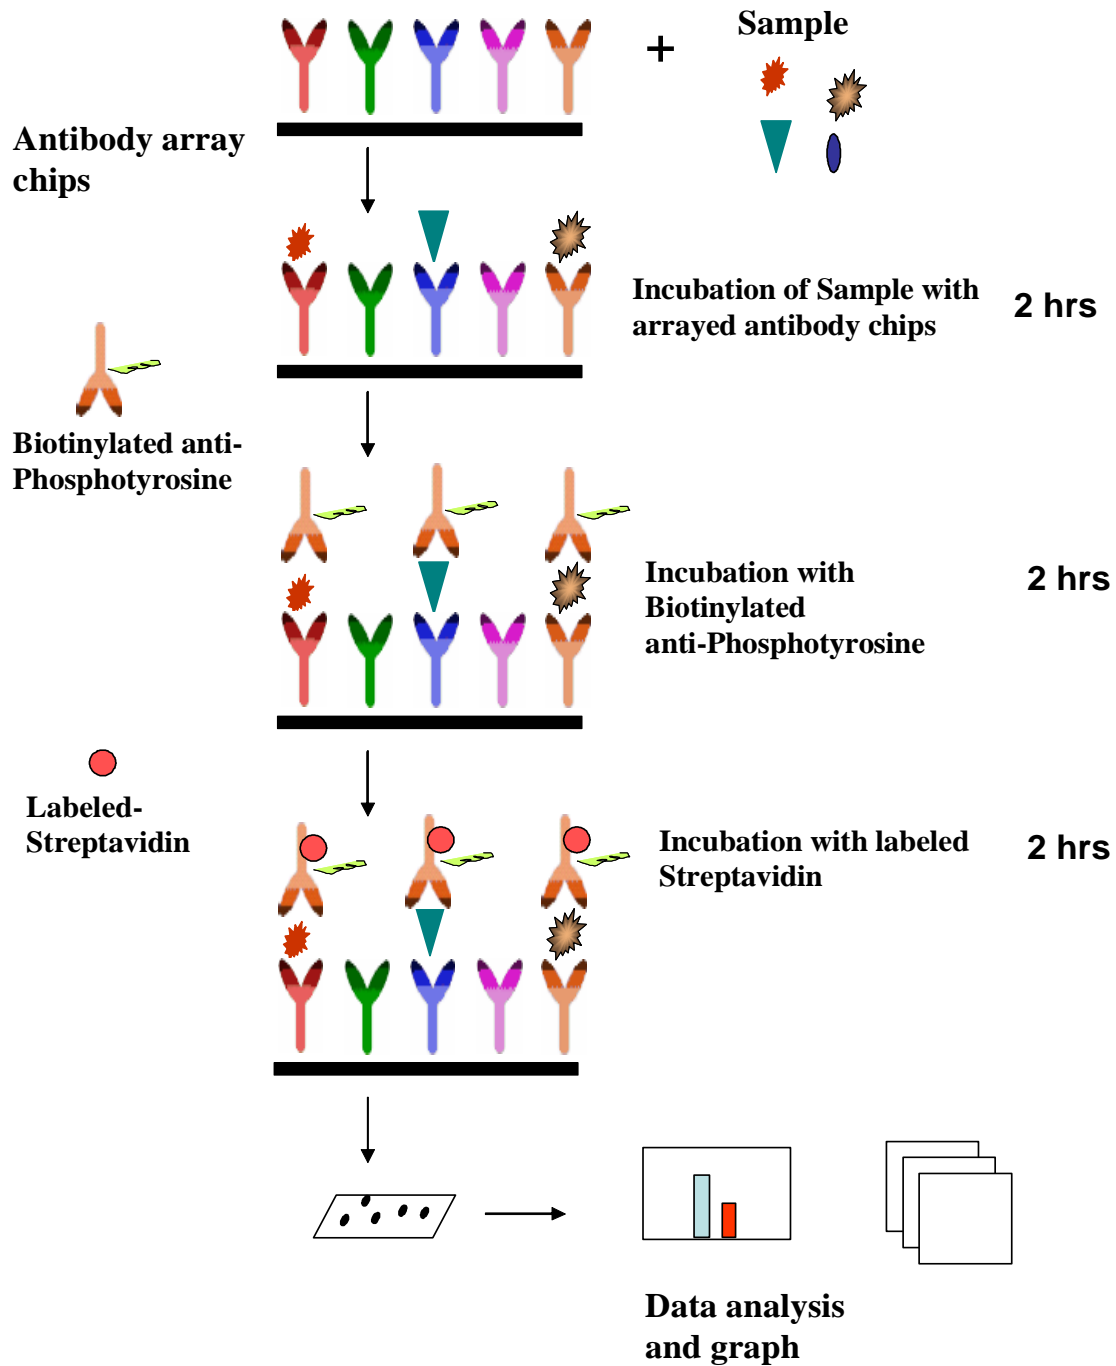 Sample
+
Antibody array
chips
Incubation of Sample with
arrayed antibody chips
2 hrs
Biotinylated anti-
Phosphotyrosine
Incubation with
Biotinylated
anti-Phosphotyrosine
2 hrs
Labeled-
Streptavidin
Incubation with labeled
Streptavidin
2 hrs
Data analysis
and graph